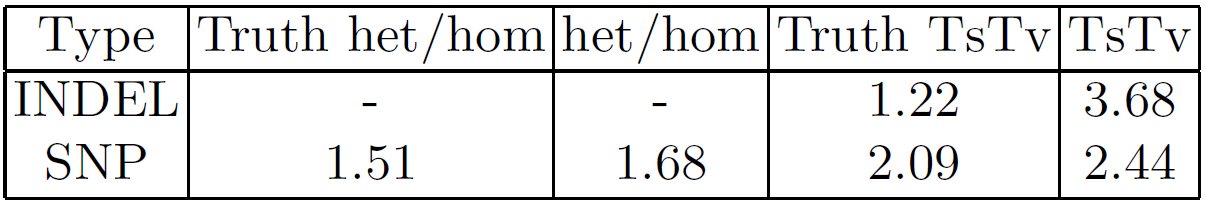 Type Truth het/hom het/hom Truth TsTv TsTv
INDEL - - 1.22 3.68
SNP 1.51 1.68 2.09 2.44